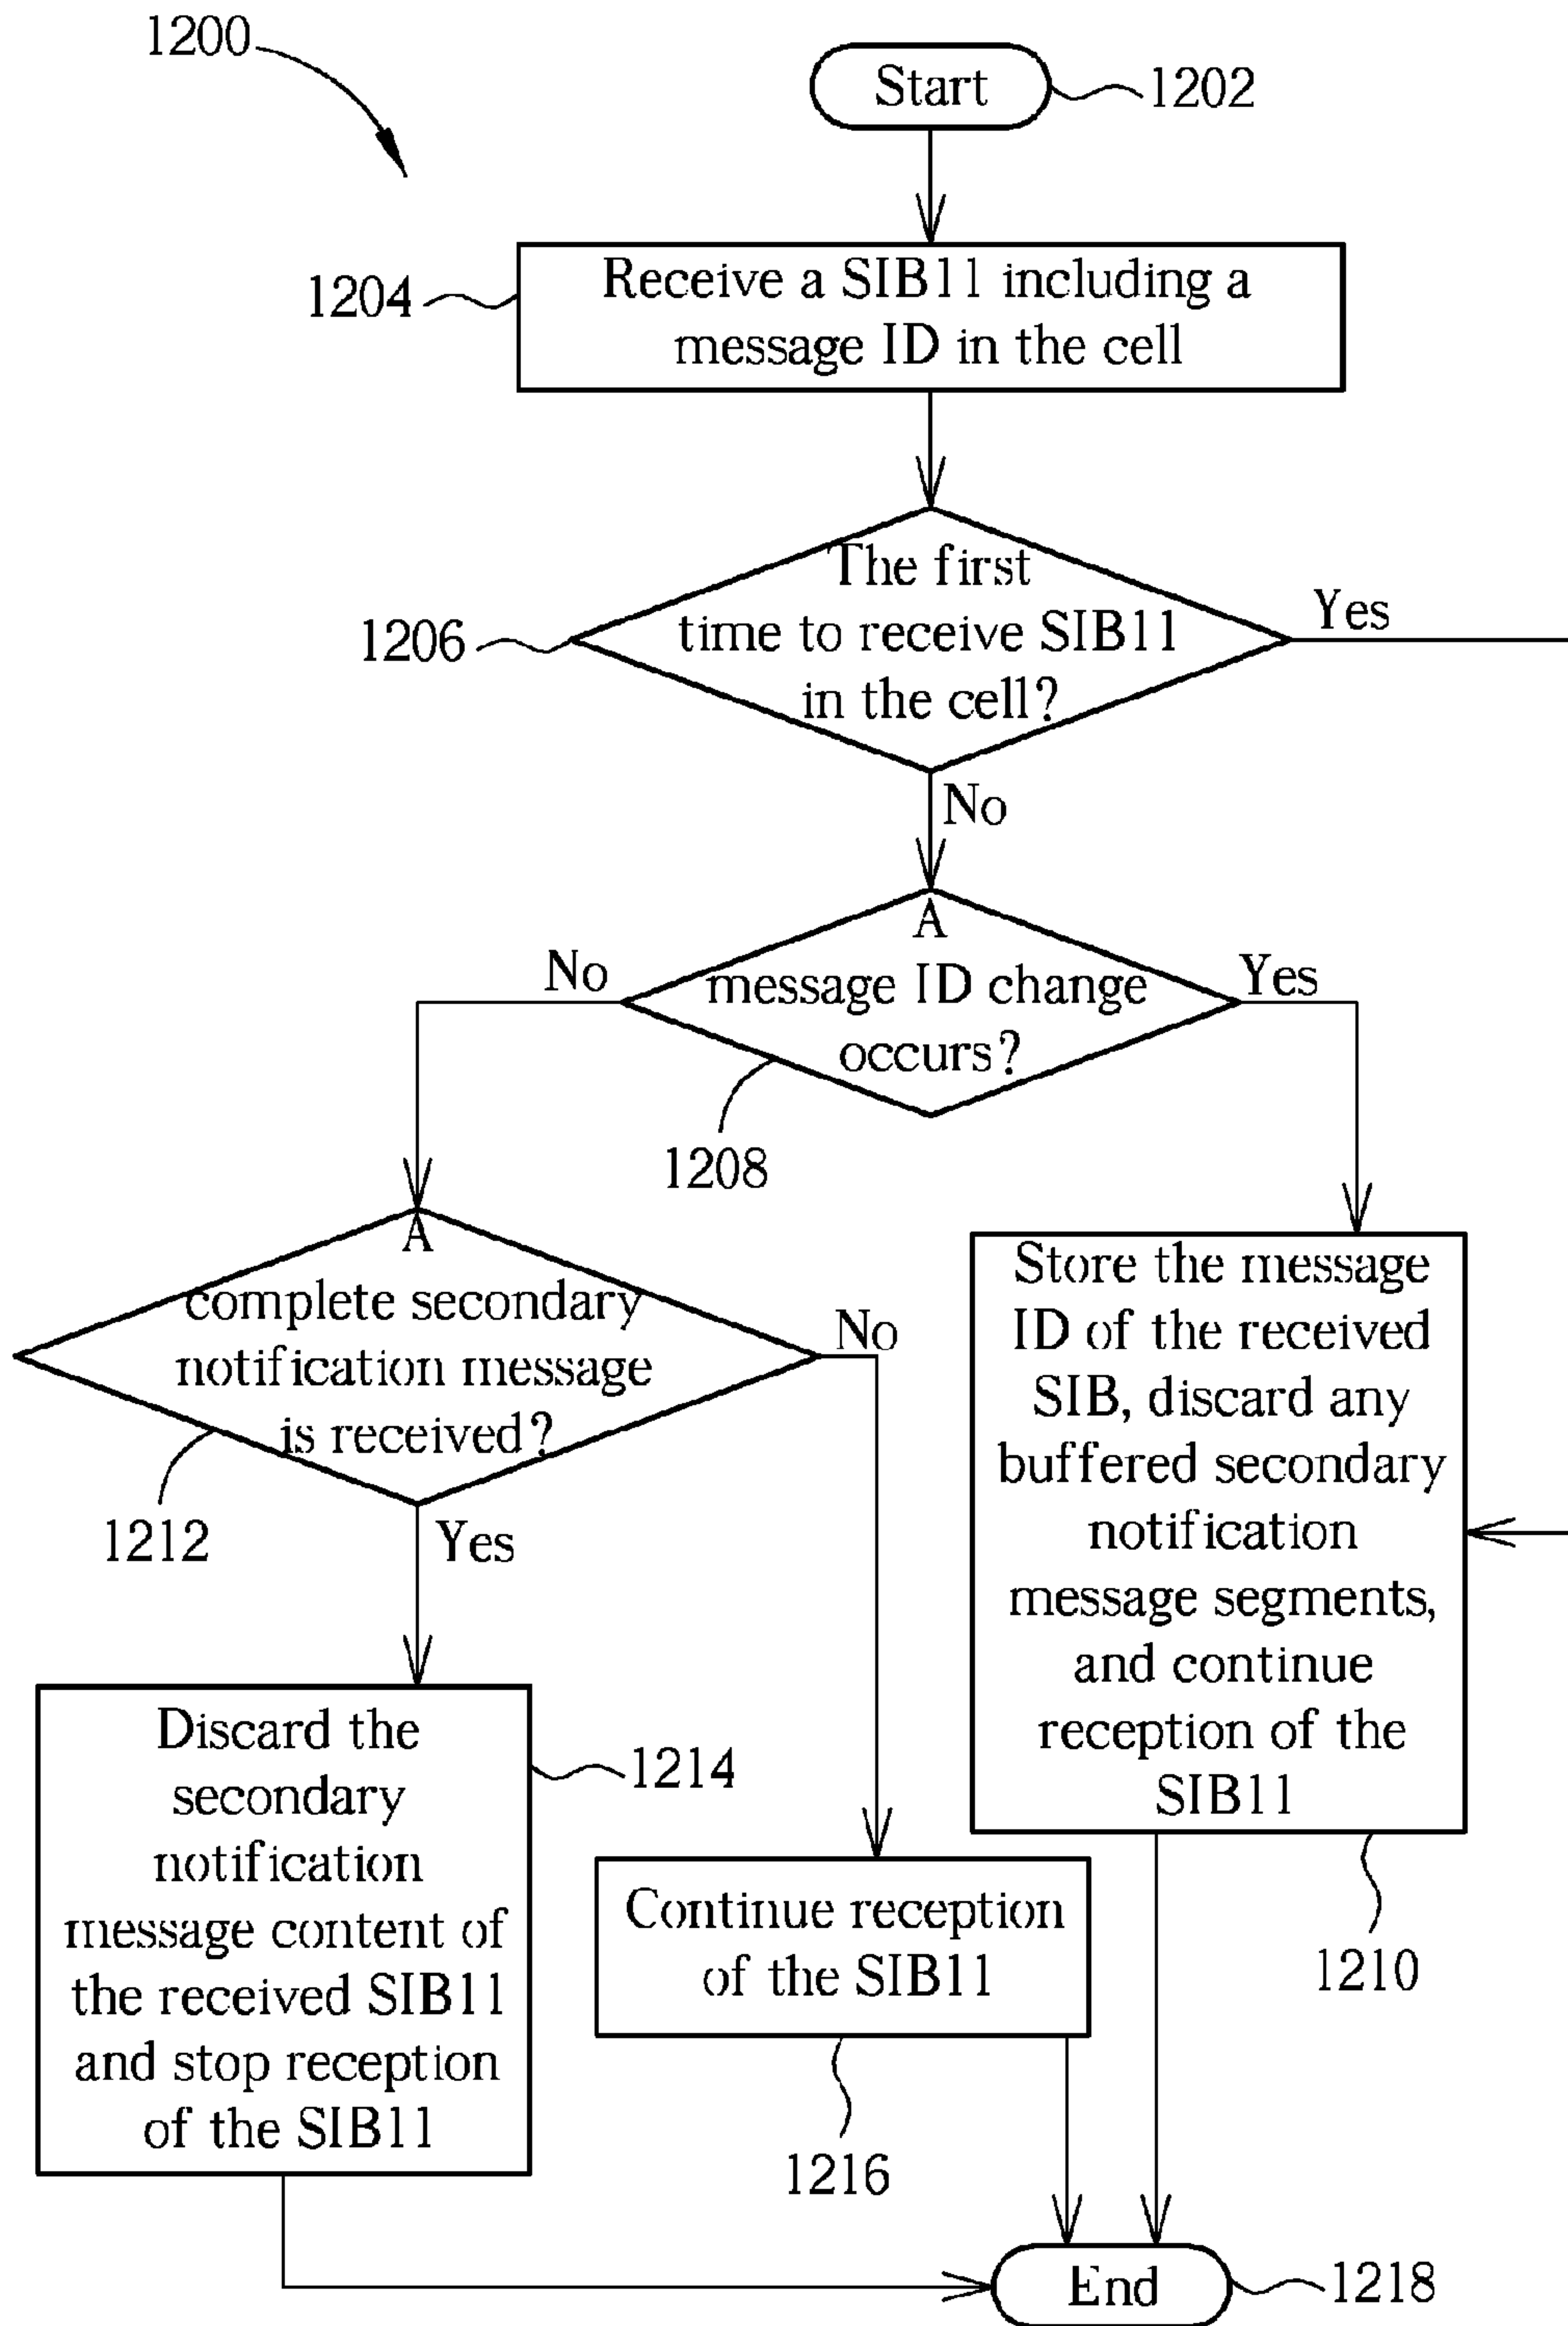 1200
Start
1202
1204
Receive a SIB11 including a
message ID in the cell
The first
time to receive SIB11
in the cell?
1206
Yes
No
A
message ID change
occurs?
No
Yes
1208
A
complete secondary
notification message
is received?
No
1212
Yes
Store the message
ID of the received
SIB, discard any
buffered secondary
notification
message segments,
and continue
reception of the
SIB11
1210
Discard the
secondary
notification
message content of
the received SIB11
and stop reception
of the SIB11
1214
Continue reception
of the SIB11
1216
End
1218